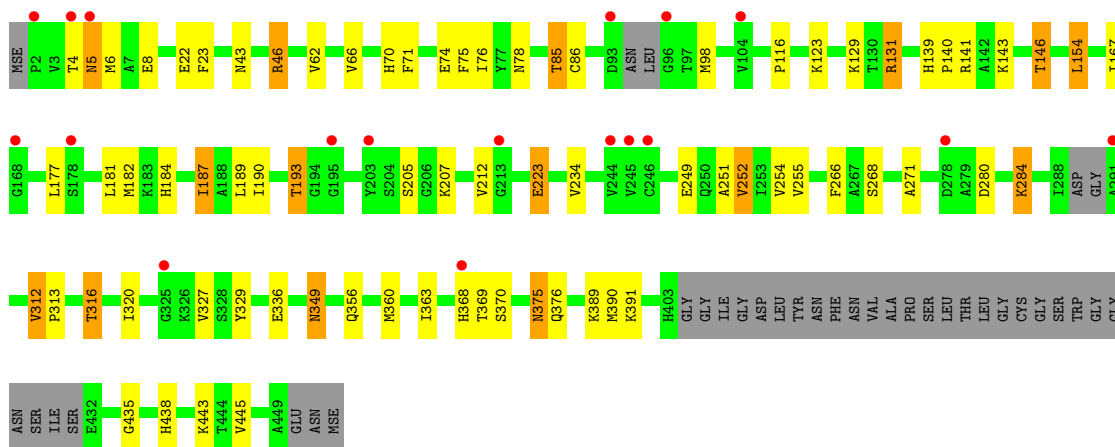 MSE P2 V3 T4 N5 M6 A7 E8 E22 F23 N43 R46 V62 V66 H70 F71 E74 F75 I76 Y77 N78 T85 C86 D93 ASN LEU G96 T97 M98 V104 P116 K123 K129 T130 R131 H139 P140 R141 A142 K143 T146 L154
G168 L177 S178 L181 M182 K183 H184 I187 A188 L189 I190 T193 G194 G195 Y203 S204 S205 G206 K207 V212 G213 E223 V234 V244 V245 C246 E249 Q250 A251 V252 I253 V254 V255 F266 A267 S268 A271 D278 A279 D280 K284 I288 ASP GLY
V312 P313 T316 I320 G325 K326 V327 S328 Y329 E336 N349 Q356 M360 I363 H368 T369 S370 N375 Q376 K389 M390 K391 H403 GLY GLY ILE GLY ASP LEU TYR ASN PHE ASN VAL ALA PRO SER LEU THR LEU GLY CYS GLY SER TRP GLY
ASN SER ILE SER E432 G435 H438 K443 T444 V445 A449 GLU ASN MSE